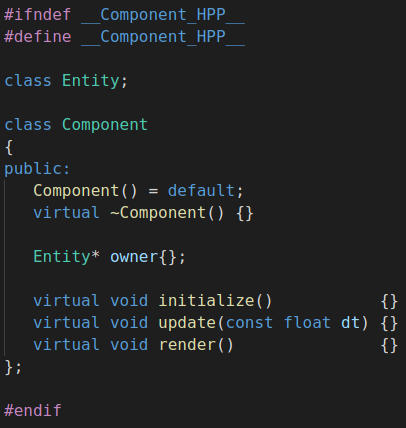 #ifndef __Component_HPP__
#define __Component_HPP__

class Entity;

class Component
{
public:
   Component() = default;
   virtual ~Component() {}

   Entity* owner{};

   virtual void initialize()           {}
   virtual void update(const float dt) {}
   virtual void render()               {}
};

#endif